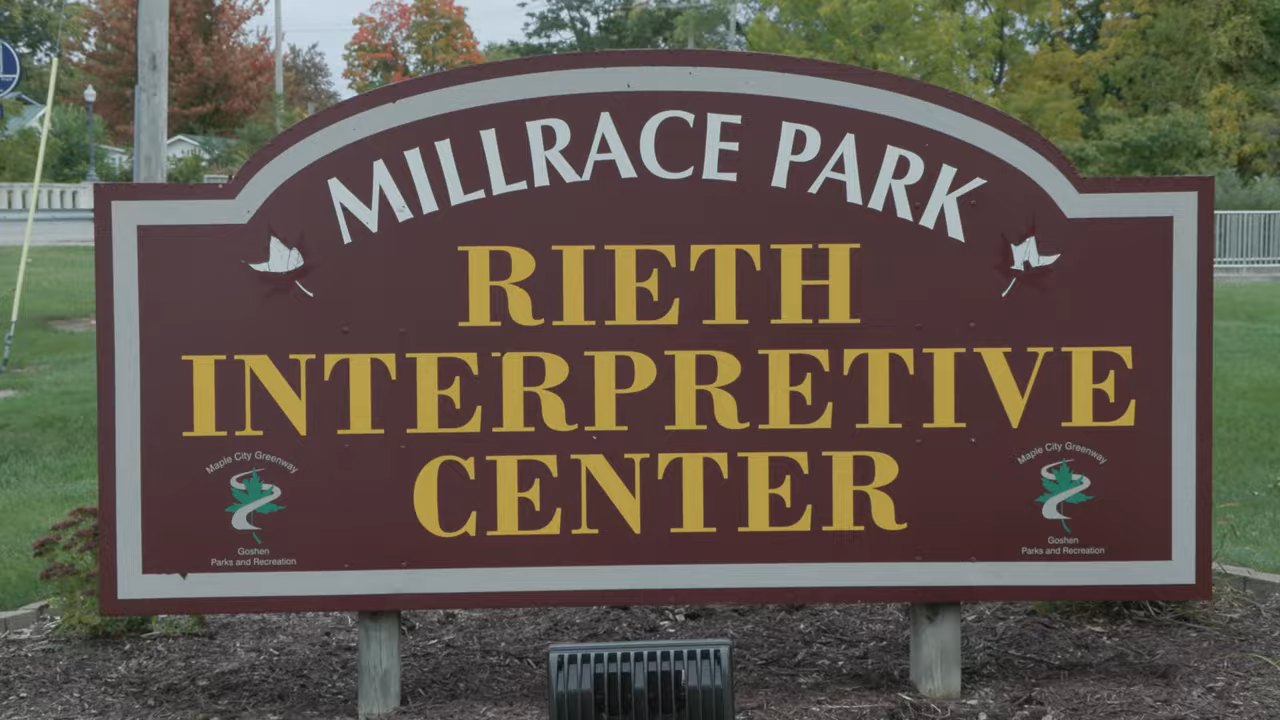 MILLRACE PARK
RIETH
INTERPRETIVE
CENTER
Maple City Greenway
Goshen
Parks and Recreation
Maple City Greenway
Goshen
Parks and Recreation